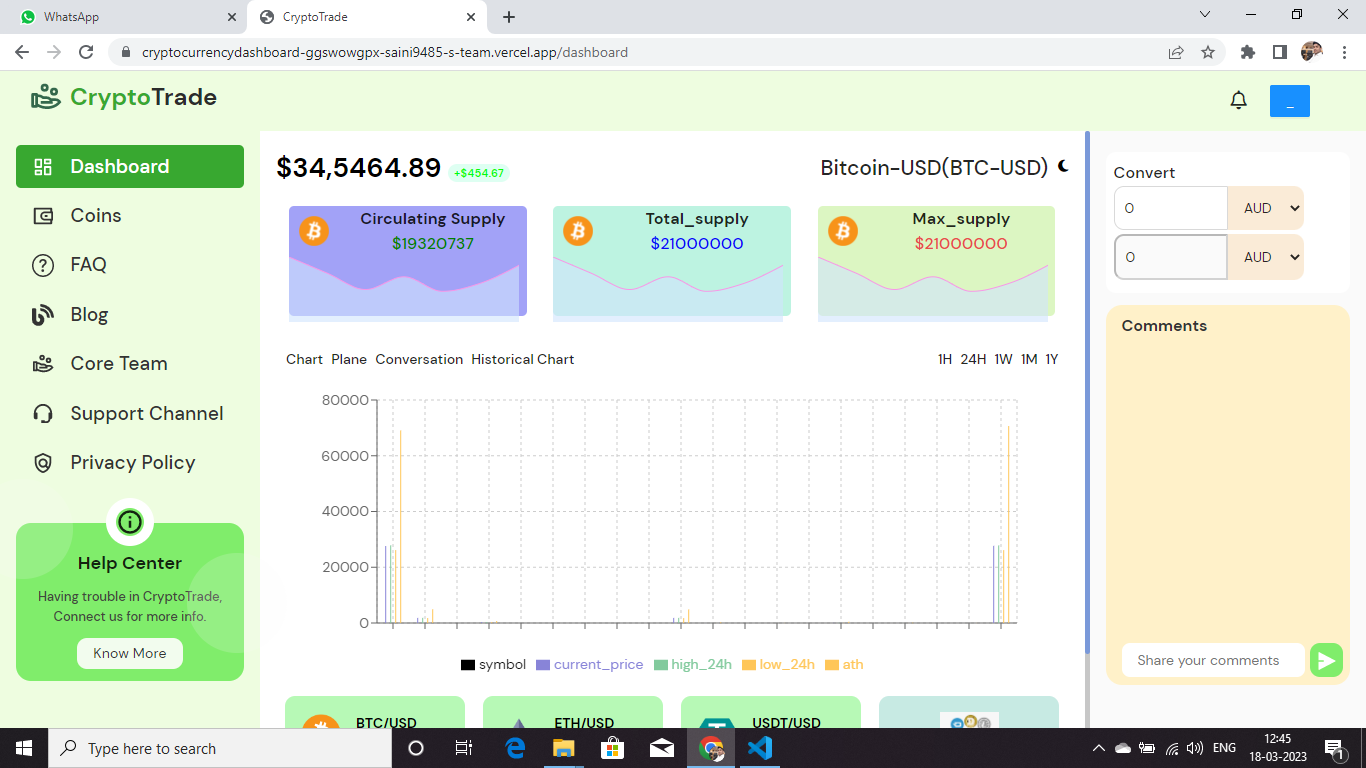 WhatsApp
CryptoTrade
cryptocurrencydashboard-ggswowgpx-saini9485-s-team.vercel.app/dashboard
CryptoTrade
_
Dashboard
Coins
FAQ
Blog
Core Team
Support Channel
Privacy Policy
Help Center
Having trouble in CryptoTrade,
Connect us for more info.
Know More
$34,5464.89 +$454.67
Bitcoin-USD(BTC-USD)
Circulating Supply
$19320737
Total_supply
$21000000
Max_supply
$21000000
Chart Plane Conversation Historical Chart
1H 24H 1W 1M 1Y
80000
60000
40000
20000
0
symbol current_price high_24h low_24h ath
BTC/USD
ETH/USD
USDT/USD
Convert
0 AUD
0 AUD
Comments
Share your comments
Type here to search
ENG
12:45
18-03-2023
1